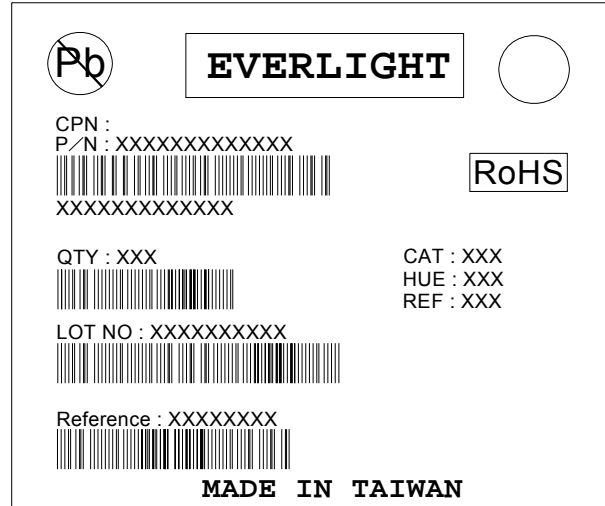 Pb
EVERLIGHT
CPN :
P/N : XXXXXXXXXXXXX
RoHS
XXXXXXXXXXXXX
QTY : XXX
CAT : XXX
HUE : XXX
REF : XXX
LOT NO : XXXXXXXXXX
Reference : XXXXXXXX
MADE IN TAIWAN